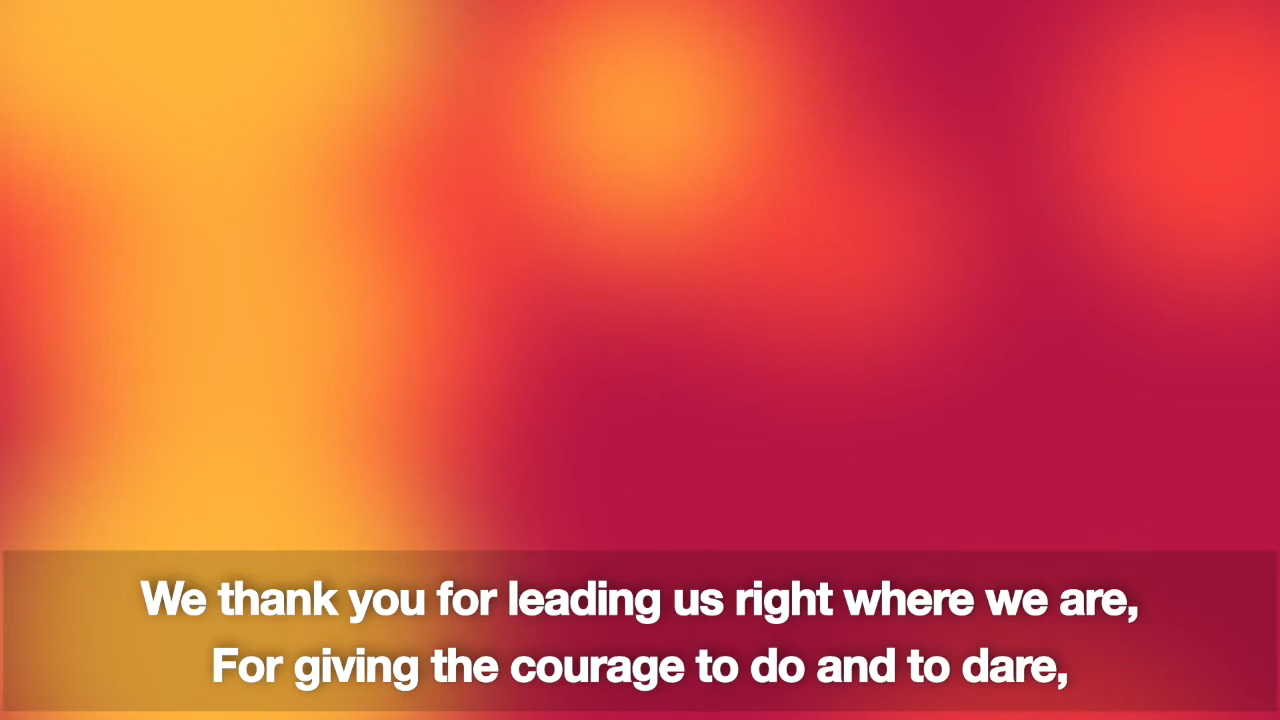 We thank you for leading us right where we are,
For giving the courage to do and to dare,